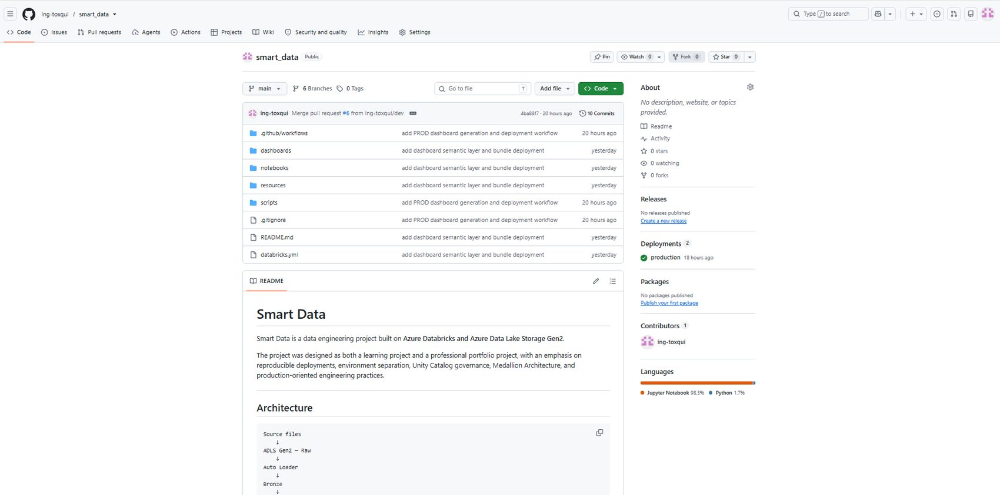 ing-toxqui / smart_data
Type / to search
Code Issues Pull requests Agents Actions Projects Wiki Security and quality Insights Settings
smart_data Public
Pin Watch 0 Fork 0 Star 0
main 6 Branches 0 Tags Go to file T Add file Code
ing-toxqui Merge pull request #6 from ing-toxqui/dev 4ba88f7 · 20 hours ago 10 Commits
.github/workflows add PROD dashboard generation and deployment workflow 20 hours ago
dashboards add dashboard semantic layer and bundle deployment yesterday
notebooks add dashboard semantic layer and bundle deployment yesterday
resources add dashboard semantic layer and bundle deployment yesterday
scripts add PROD dashboard generation and deployment workflow 20 hours ago
.gitignore add PROD dashboard generation and deployment workflow 20 hours ago
README.md add dashboard semantic layer and bundle deployment yesterday
databricks.yml add dashboard semantic layer and bundle deployment yesterday
README
Smart Data
Smart Data is a data engineering project built on Azure Databricks and Azure Data Lake Storage Gen2.
The project was designed as both a learning project and a professional portfolio project, with an emphasis on
reproducible deployments, environment separation, Unity Catalog governance, Medallion Architecture, and
production-oriented engineering practices.
Architecture
Source files
↓
ADLS Gen2 — Raw
↓
Auto Loader
↓
Bronze
↓
About
No description, website, or topics
provided.
Readme
Activity
0 stars
0 watching
0 forks
Releases
No releases published
Create a new release
Deployments 2
production 18 hours ago
Packages
No packages published
Publish your first package
Contributors 1
ing-toxqui
Languages
Jupyter Notebook 98.3% Python 1.7%